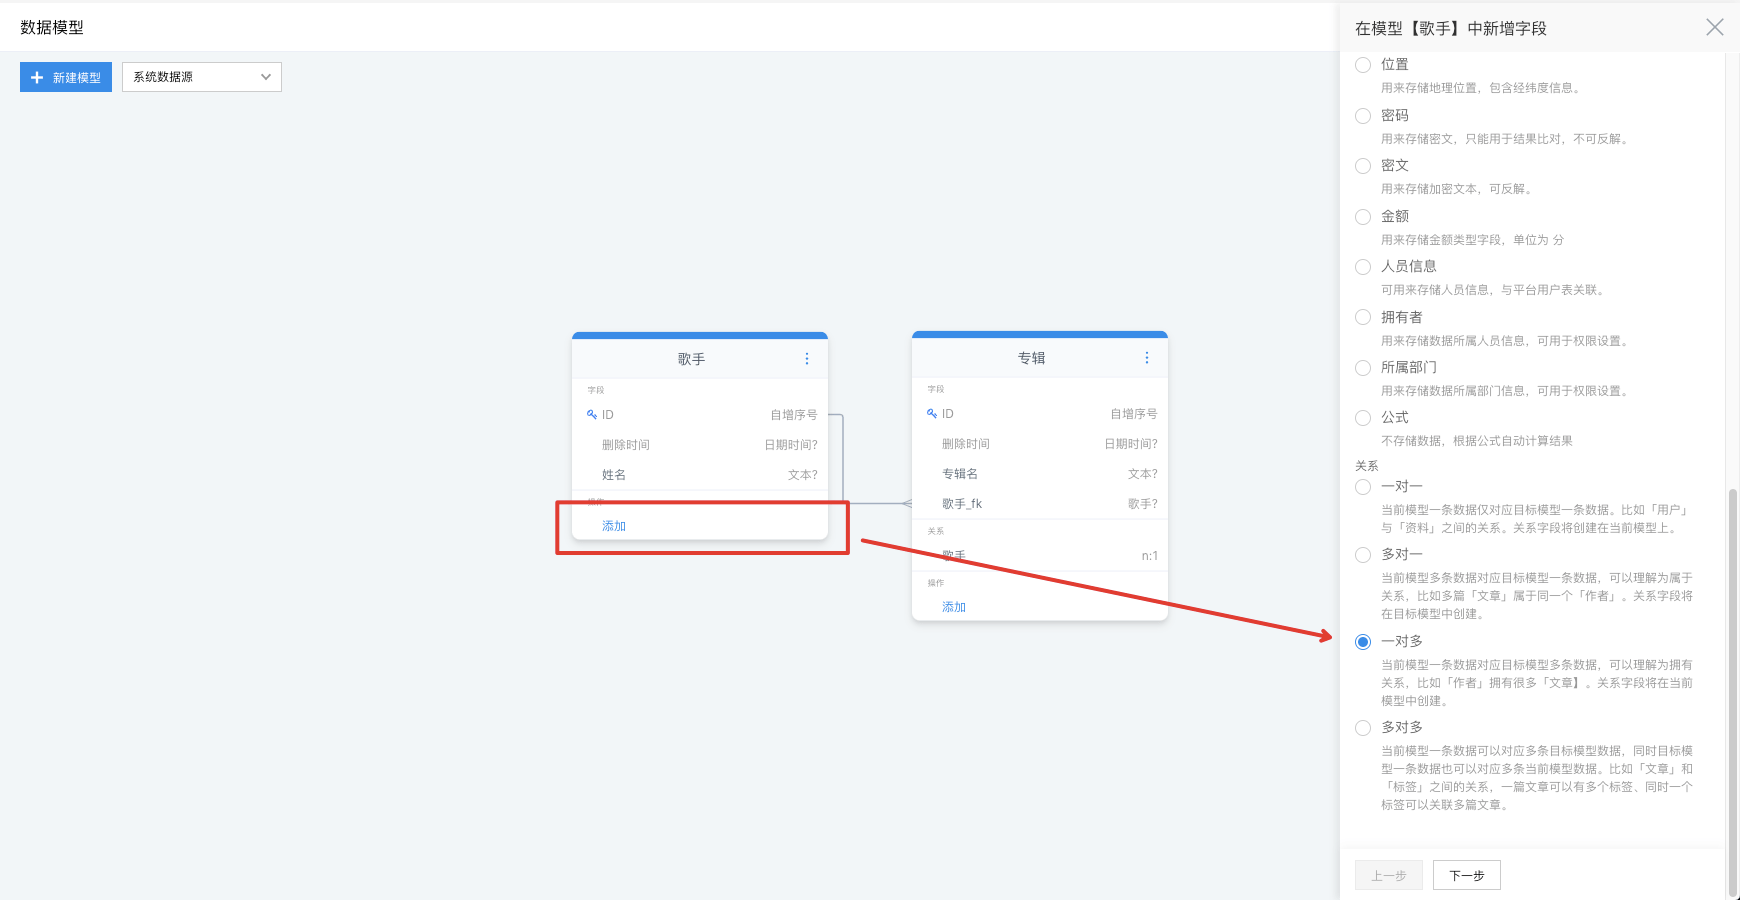 数据模型
新建模型
系统数据源
歌手
字段
ID 自增序号
删除时间 日期时间?
姓名 文本?
操作
添加
专辑
字段
ID 自增序号
删除时间 日期时间?
专辑名 文本?
歌手_fk 歌手?
关系
歌手 n:1
操作
添加
在模型【歌手】中新增字段
位置
用来存储地理位置，包含经纬度信息。
密码
用来存储密文，只能用于结果比对，不可反解。
密文
用来存储加密文本，可反解。
金额
用来存储金额类型字段，单位为 分
人员信息
可用来存储人员信息，与平台用户表关联。
拥有者
用来存储数据所属人员信息，可用于权限设置。
所属部门
用来存储数据所属部门信息，可用于权限设置。
公式
不存储数据，根据公式自动计算结果
关系
一对一
当前模型一条数据仅对应目标模型一条数据。比如「用户」
与「资料」之间的关系。关系字段将创建在当前模型上。
多对一
当前模型多条数据对应目标模型一条数据，可以理解为属于
关系，比如多篇「文章」属于同一个「作者」。关系字段将
在目标模型中创建。
一对多
当前模型一条数据对应目标模型多条数据，可以理解为拥有
关系，比如「作者」拥有很多「文章】。关系字段将在当前
模型中创建。
多对多
当前模型一条数据可以对应多条目标模型数据，同时目标模
型一条数据也可以对应多条当前模型数据。比如「文章」和
「标签」之间的关系，一篇文章可以有多个标签、同时一个
标签可以关联多篇文章。
上一步
下一步